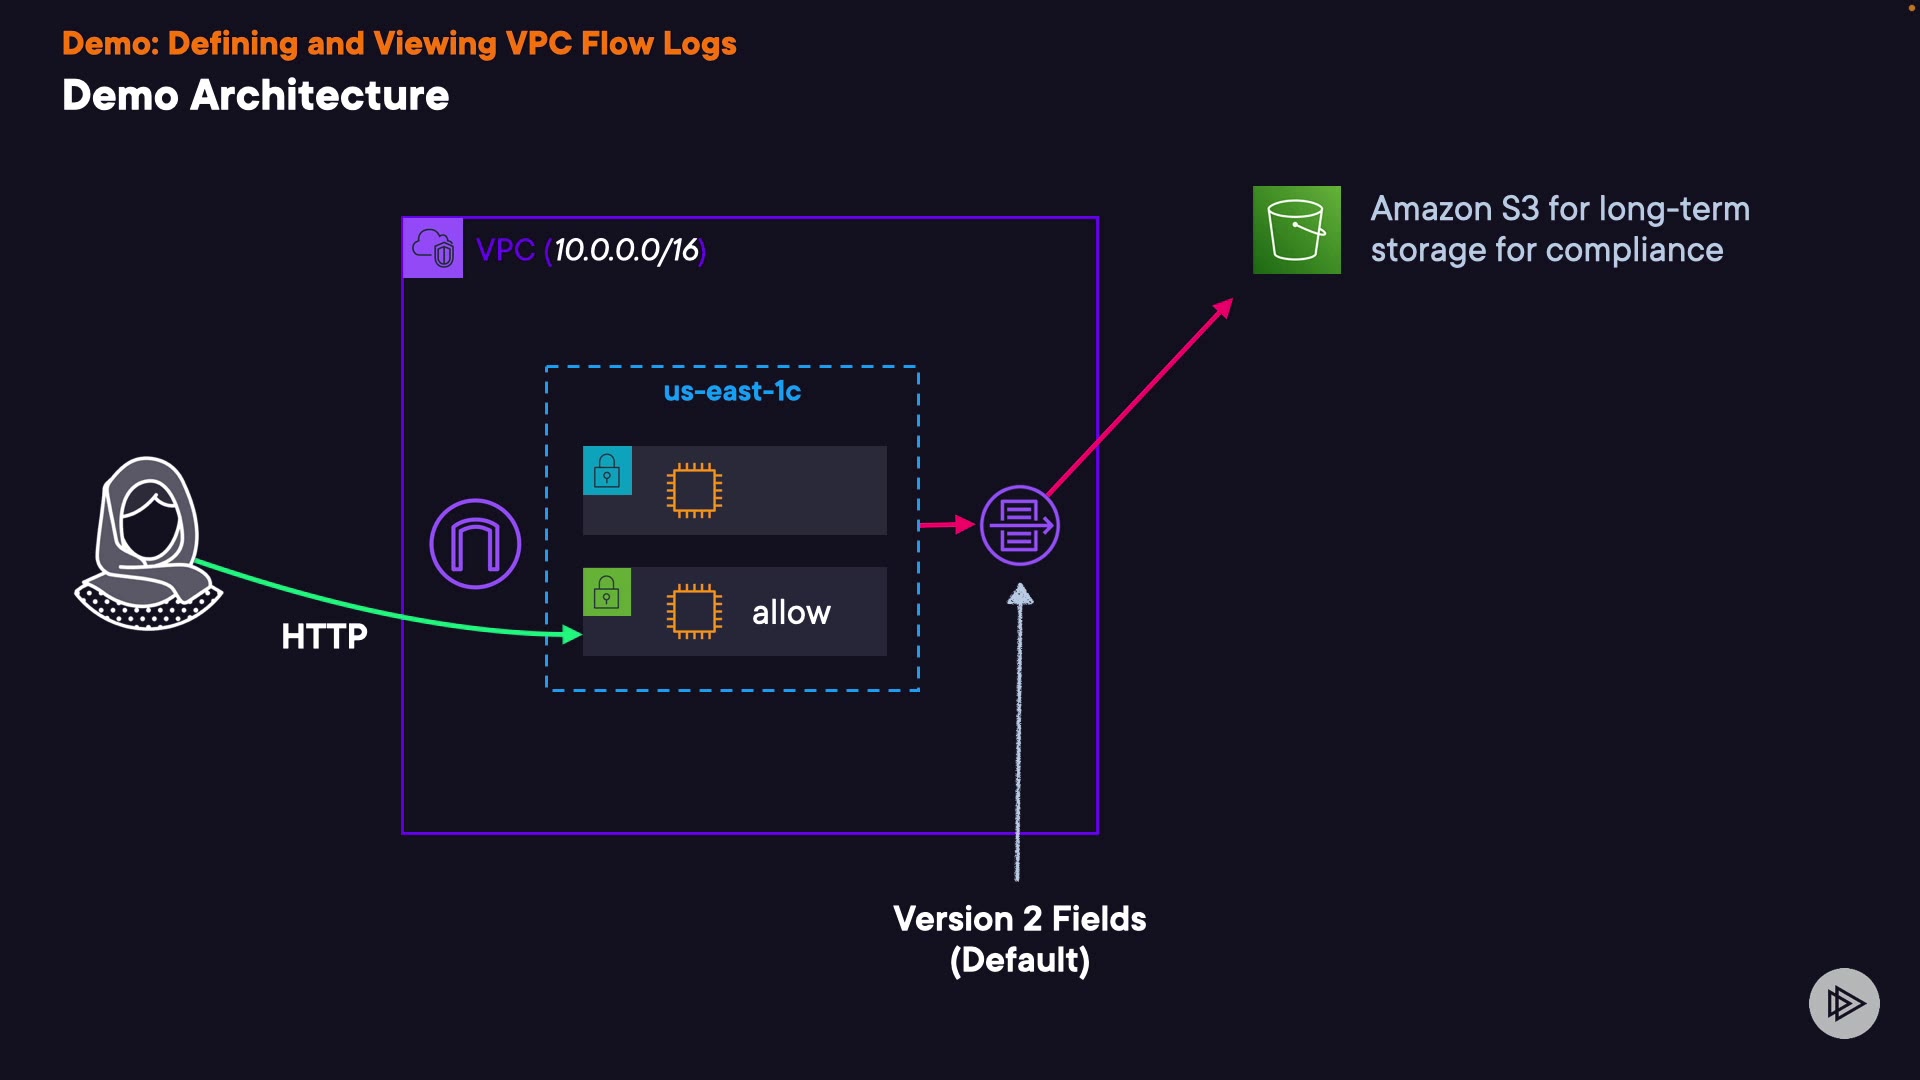 Demo: Defining and Viewing VPC Flow Logs
Demo Architecture
Amazon S3 for long-term
storage for compliance
VPC (10.0.0.0/16)
us-east-1c
allow
HTTP
Version 2 Fields
(Default)